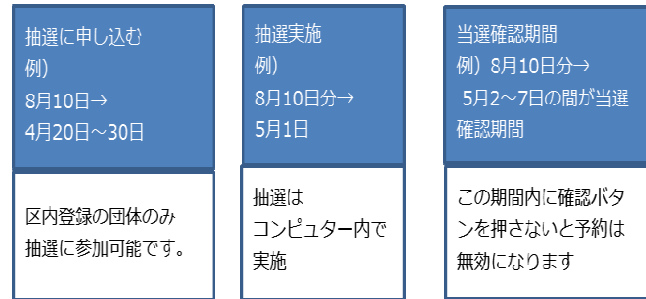 抽選に申し込む
例）
8月10日→
4月20日～30日
区内登録の団体のみ
抽選に参加可能です。
抽選実施
例）
8月10日分→
5月1日
抽選は
コンピュター内で
実施
当選確認期間
例）8月10日分→
5月2～7日の間が当選
確認期間
この期間内に確認ボタ
ンを押さないと予約は
無効になります